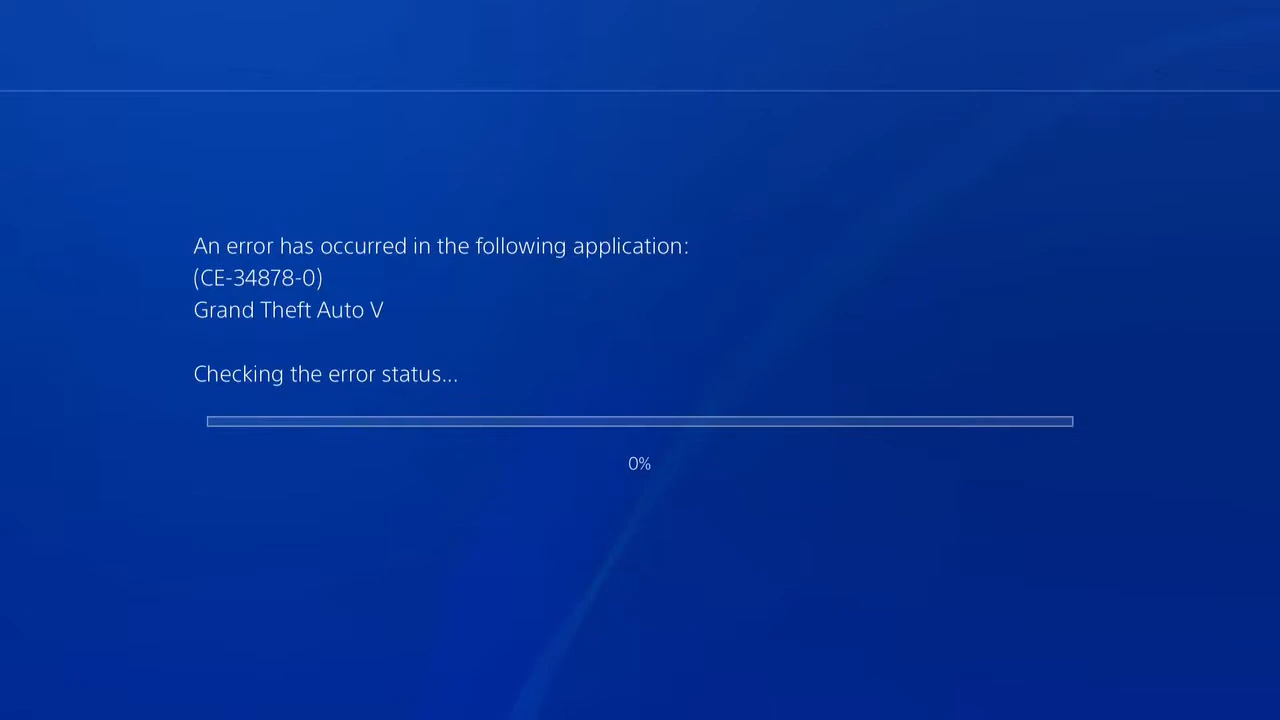 An error has occurred in the following application:
(CE-34878-0)
Grand Theft Auto V
Checking the error status...
0%